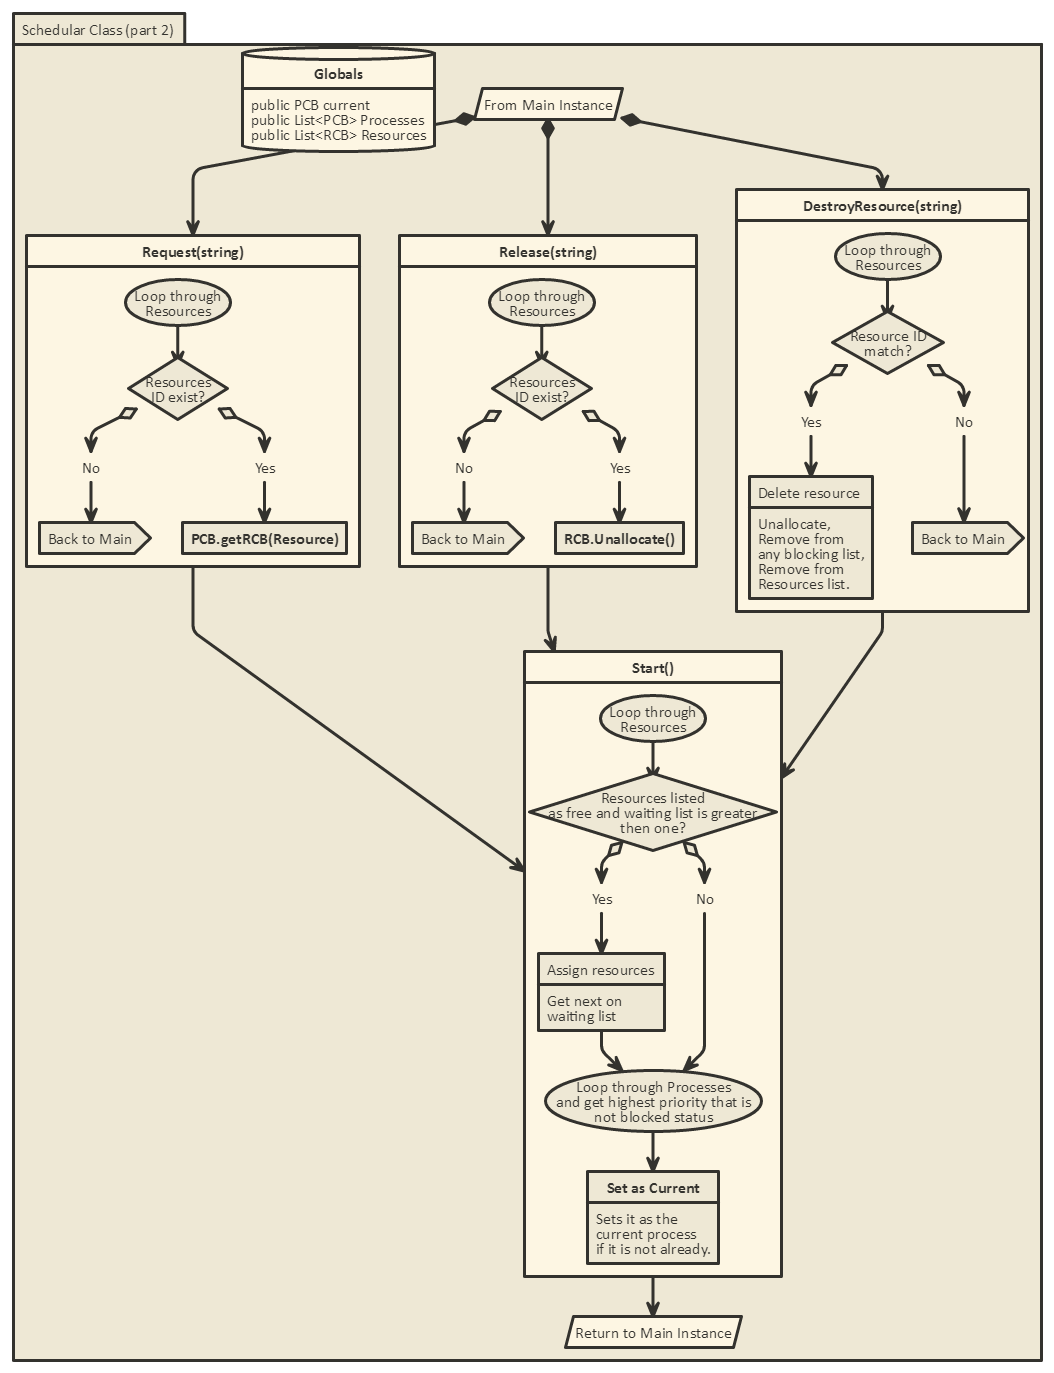 Schedular Class (part 2)
Globals
public PCB current
public List<PCB> Processes
public List<RCB> Resources
From Main Instance
Request(string)
Loop through
Resources
Resources
ID exist?
No
Yes
Back to Main
PCB.getRCB(Resource)
Release(string)
Loop through
Resources
Resources
ID exist?
No
Yes
Back to Main
RCB.Unallocate()
DestroyResource(string)
Loop through
Resources
Resource ID
match?
Yes
No
Delete resource
Unallocate,
Remove from
any blocking list,
Remove from
Resources list.
Back to Main
Start()
Loop through
Resources
Resources listed
as free and waiting list is greater
then one?
Yes
No
Assign resources
Get next on
waiting list
Loop through Processes
and get highest priority that is
not blocked status
Set as Current
Sets it as the
current process
if it is not already.
Return to Main Instance